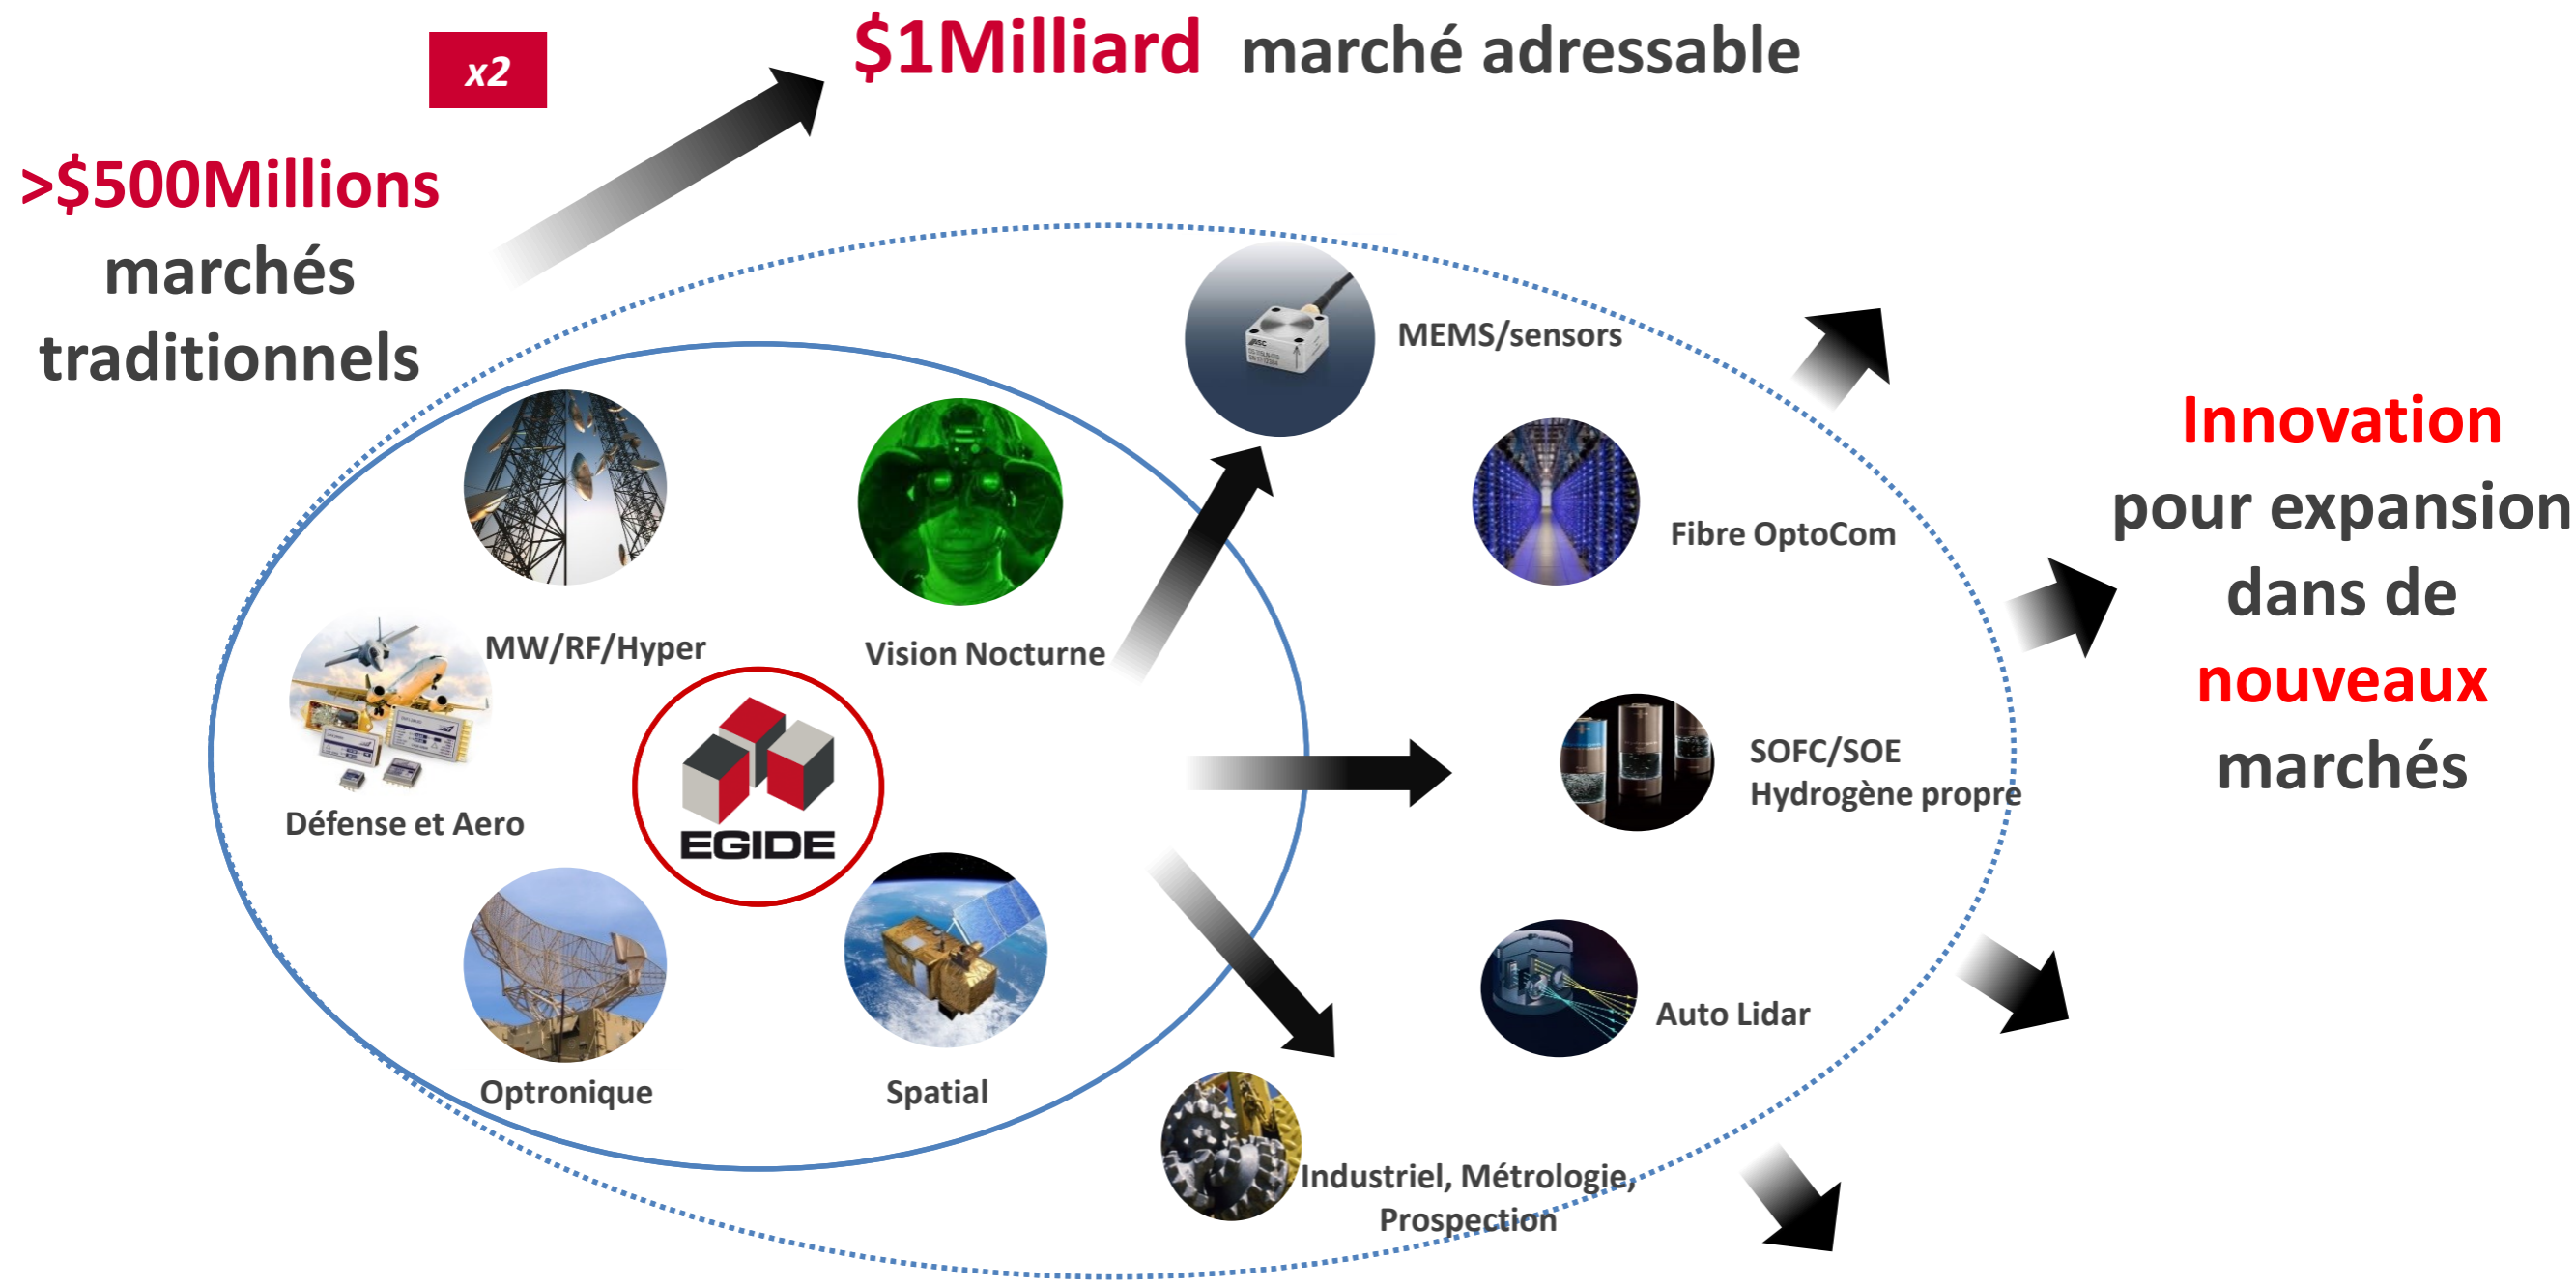 x2
$1Milliard marché adressable
>$500Millions
marchés
traditionnels
MEMS/sensors
Fibre OptoCom
Innovation
pour expansion
dans de
nouveaux
marchés
MW/RF/Hyper
Vision Nocturne
SOFC/SOE
Hydrogène propre
Défense et Aero
EGIDE
Auto Lidar
Optronique
Spatial
Industriel, Métrologie,
Prospection